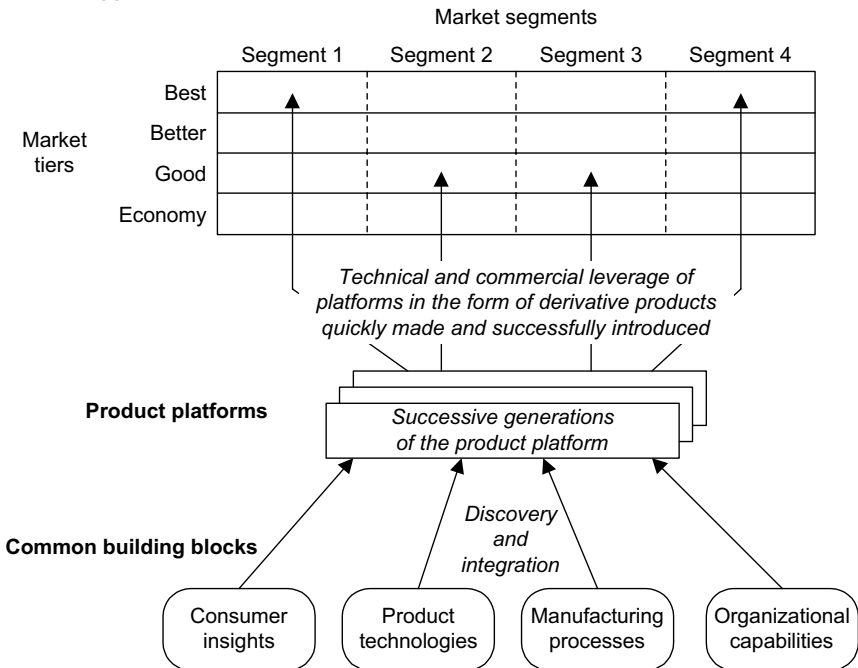 Market segments
Segment 1 Segment 2 Segment 3 Segment 4
Best
Better
Market
tiers
Good
Economy
Technical and commercial leverage of
platforms in the form of derivative products
quickly made and successfully introduced
Product platforms
Successive generations
of the product platform
Common building blocks
Discovery
and
integration
Consumer
insights
Product
technologies
Manufacturing
processes
Organizational
capabilities